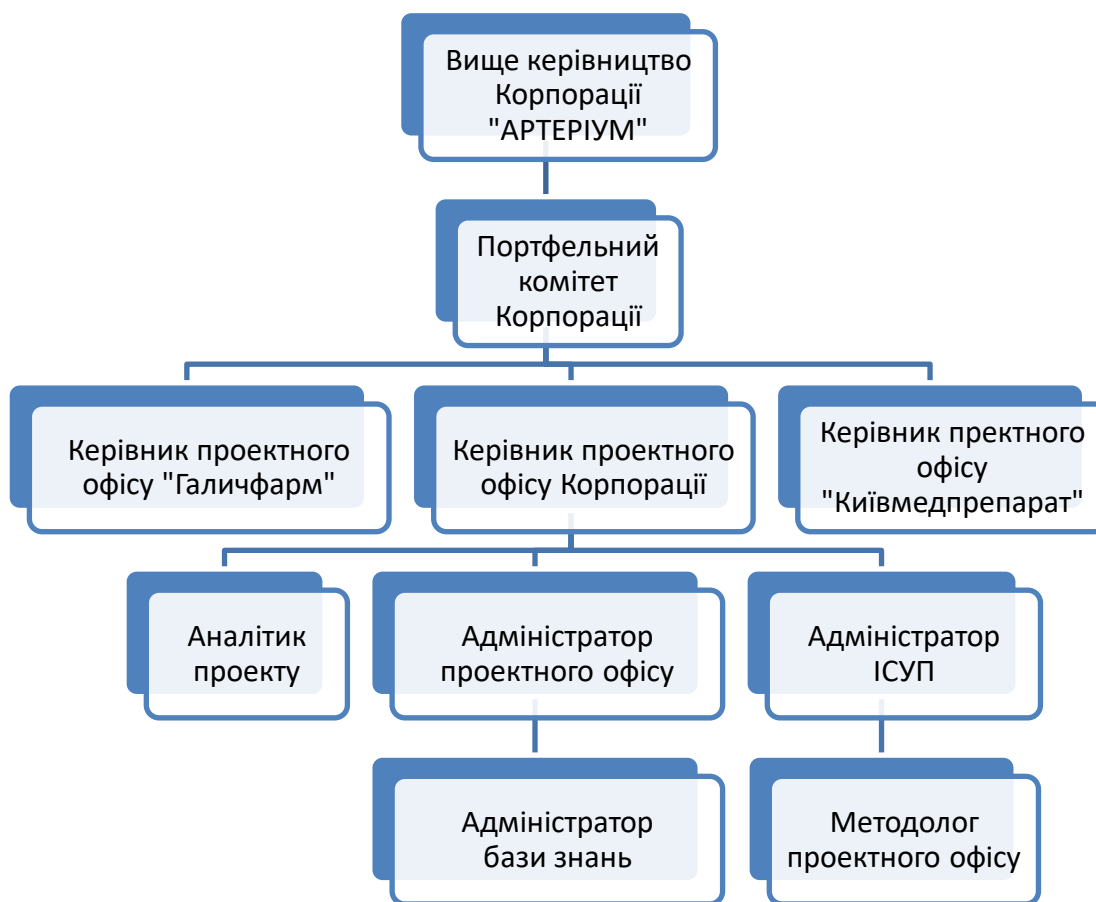 Вище керівництво
Корпорації
"АРТЕРІУМ"
Портфельний
комітет
Корпорації
Керівник проектного
офісу "Галичфарм"
Керівник проектного
офісу Корпорації
Керівник пректного
офісу
"Київмедпрепарат"
Аналітик
проекту
Адміністратор
проектного офісу
Адміністратор
ІСУП
Адміністратор
бази знань
Методолог
проектного офісу